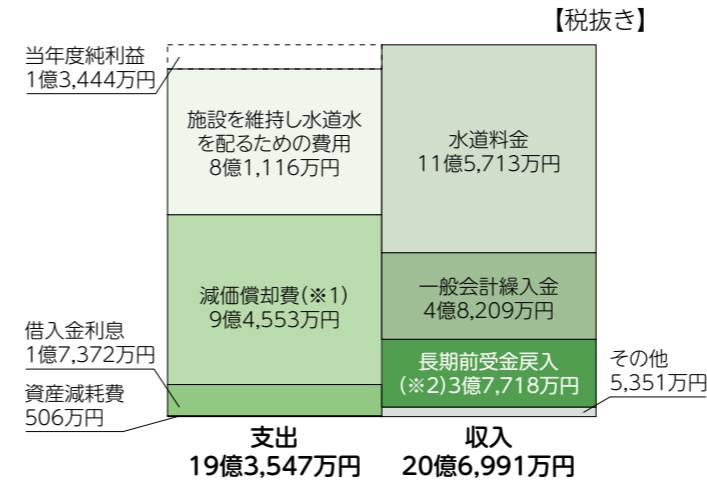 【税抜き】
当年度純利益
1億3,444万円
施設を維持し水道水
を配るための費用
8億1,116万円
減価償却費(※1)
9億4,553万円
借入金利息
1億7,372万円
資産減耗費
506万円
支出
19億3,547万円
水道料金
11億5,713万円
一般会計繰入金
4億8,209万円
長期前受金戻入
(※2)3億7,718万円
その他
5,351万円
収入
20億6,991万円